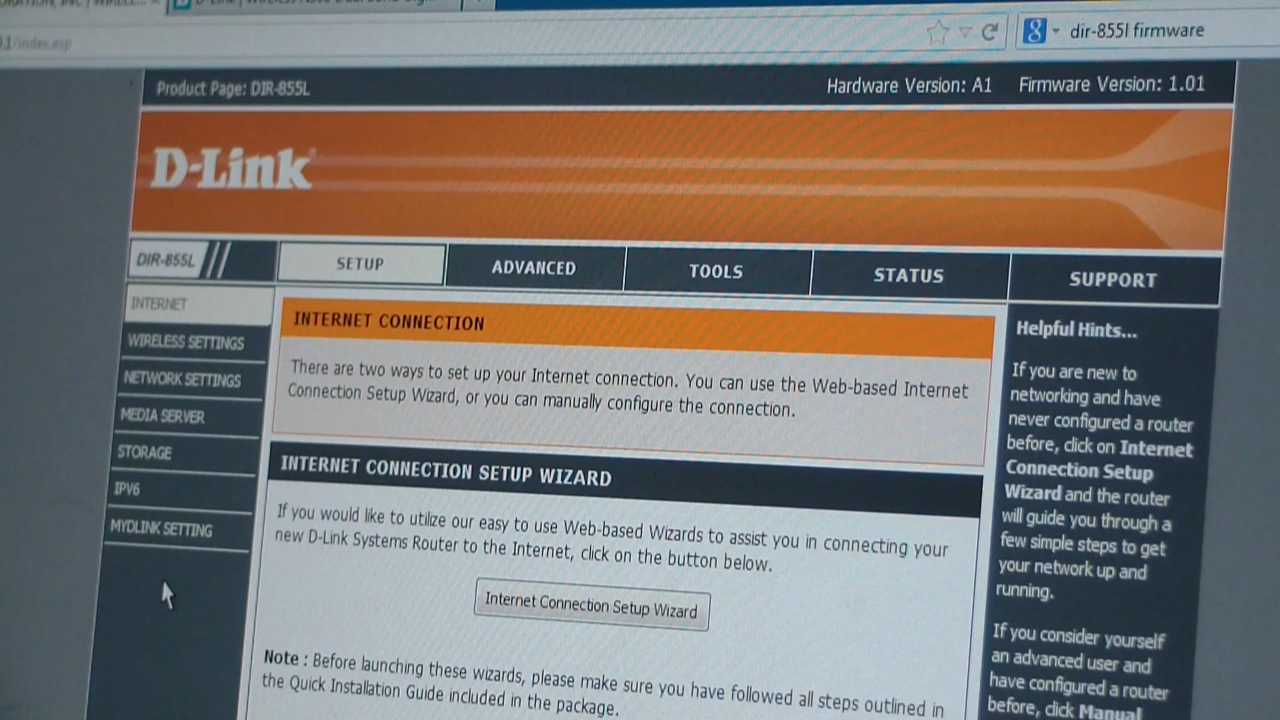 1/index.asp
dir-855l firmware
Product Page: DIR-855L
Hardware Version: A1
Firmware Version: 1.01
D-Link
DIR-855L
SETUP
ADVANCED
TOOLS
STATUS
SUPPORT
INTERNET
WIRELESS SETTINGS
NETWORK SETTINGS
MEDIA SERVER
STORAGE
IPV6
MYDLINK SETTING
INTERNET CONNECTION
There are two ways to set up your Internet connection. You can use the Web-based Internet
Connection Setup Wizard, or you can manually configure the connection.
INTERNET CONNECTION SETUP WIZARD
If you would like to utilize our easy to use Web-based Wizards to assist you in connecting your
new D-Link Systems Router to the Internet, click on the button below.
Internet Connection Setup Wizard
Note : Before launching these wizards, please make sure you have followed all steps outlined in
the Quick Installation Guide included in the package.
Helpful Hints...
If you are new to
networking and have
never configured a router
before, click on Internet
Connection Setup
Wizard and the router
will guide you through a
few simple steps to get
your network up and
running.
If you consider yourself
an advanced user and
have configured a router
before, click Manual